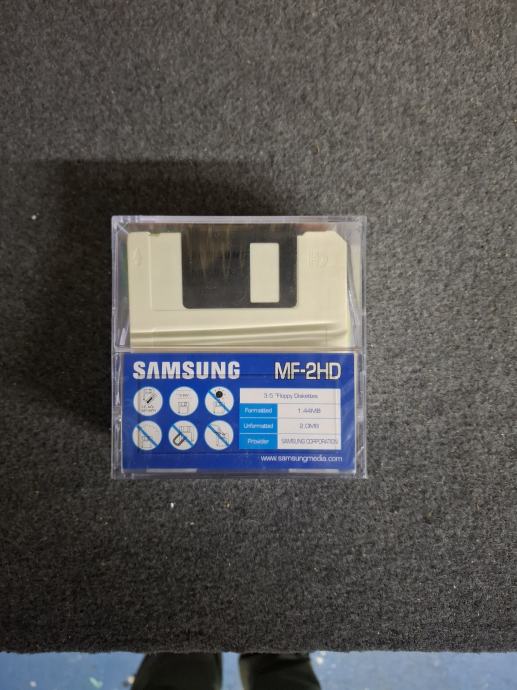 HD
SAMSUNG MF-2HD
3.5 "Floppy Diskettes
Formatted 1.44MB
Unformatted 2.0MB
Provider SAMSUNG CORPORATION
www.samsungmedia.com